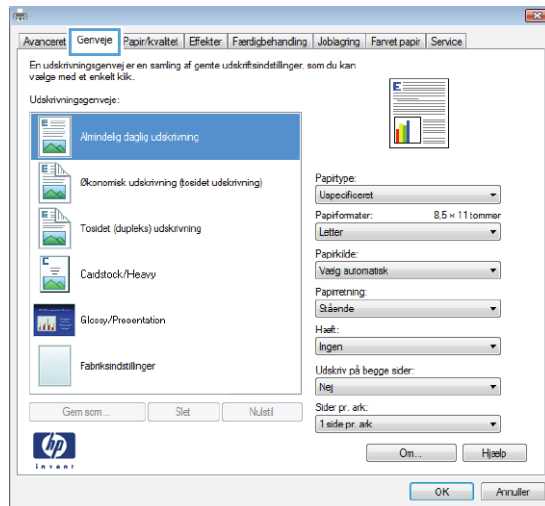 Avanceret Genveje Papir/kvalitet Effekter Færdigbehandling Joblagring Farvet papir Service
En udskrivningsgenvej er en samling af gemte udskriftsindstillinger, som du kan
vælge med et enkelt klik.
Udskrivningsgenveje:
Almindelig daglig udskrivning
Økonomisk udskrivning (tosidet udskrivning)
Tosidet (dupleks) udskrivning
Cardstock/Heavy
Glossy/Presentation
Fabriksindstillinger
Gem som... Slet Nulstil
E
Papirtype:
Uspecificeret
Papirformater: 8.5 × 11 tommer
Letter
Papirkilde:
Vælg automatisk
Papirretning:
Stående
Hæft:
Ingen
Udskriv på begge sider:
Nej
Sider pr. ark:
1 side pr. ark
hp
invent
Om... Hjælp
OK Annuller